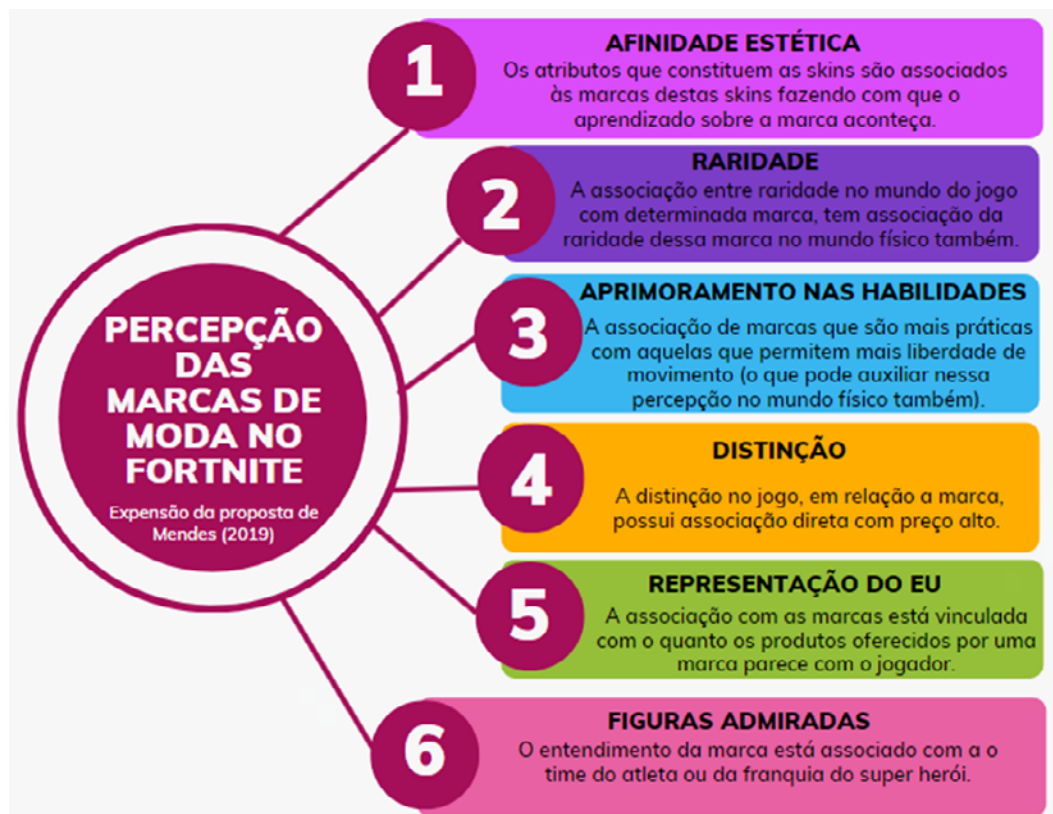 PERCEPÇÃO
DAS
MARCAS DE
MODA NO
FORTNITE
Expensão da proposta de
Mendes (2019)
1
AFINIDADE ESTÉTICA
Os atributos que constituem as skins são associados
às marcas destas skins fazendo com que o
aprendizado sobre a marca aconteça.
2
RARIDADE
A associação entre raridade no mundo do jogo
com determinada marca, tem associação da
raridade dessa marca no mundo físico também.
3
APRIMORAMENTO NAS HABILIDADES
A associação de marcas que são mais práticas
com aquelas que permitem mais liberdade de
movimento (o que pode auxiliar nessa
percepção no mundo físico também).
4
DISTINÇÃO
A distinção no jogo, em relação a marca,
possui associação direta com preço alto.
5
REPRESENTAÇÃO DO EU
A associação com as marcas está vinculada
com o quanto os produtos oferecidos por uma
marca parece com o jogador.
6
FIGURAS ADMIRADAS
O entendimento da marca está associado com a o
time do atleta ou da franquia do super herói.